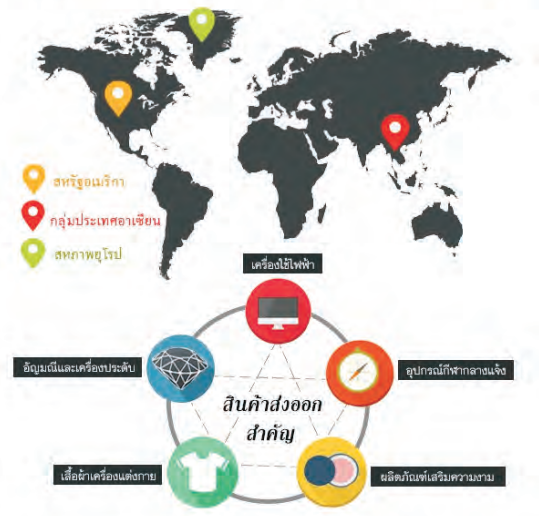 สหรัฐอเมริกา
กลุ่มประเทศอาเซียน
สหภาพยุโรป
เครื่องใช้ไฟฟ้า
อัญมณีและเครื่องประดับ
อุปกรณ์กีฬากลางแจ้ง
สินค้าส่งออก
สำคัญ
เสื้อผ้าเครื่องแต่งกาย
ผลิตภัณฑ์เสริมความงาม